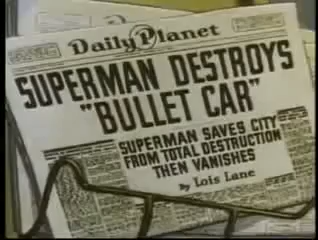 Daily Planet
SUPERMAN DESTROYS
"BULLET CAR"
SUPERMAN SAVES CITY
FROM TOTAL DESTRUCTION
THEN VANISHES
By Lois Lane